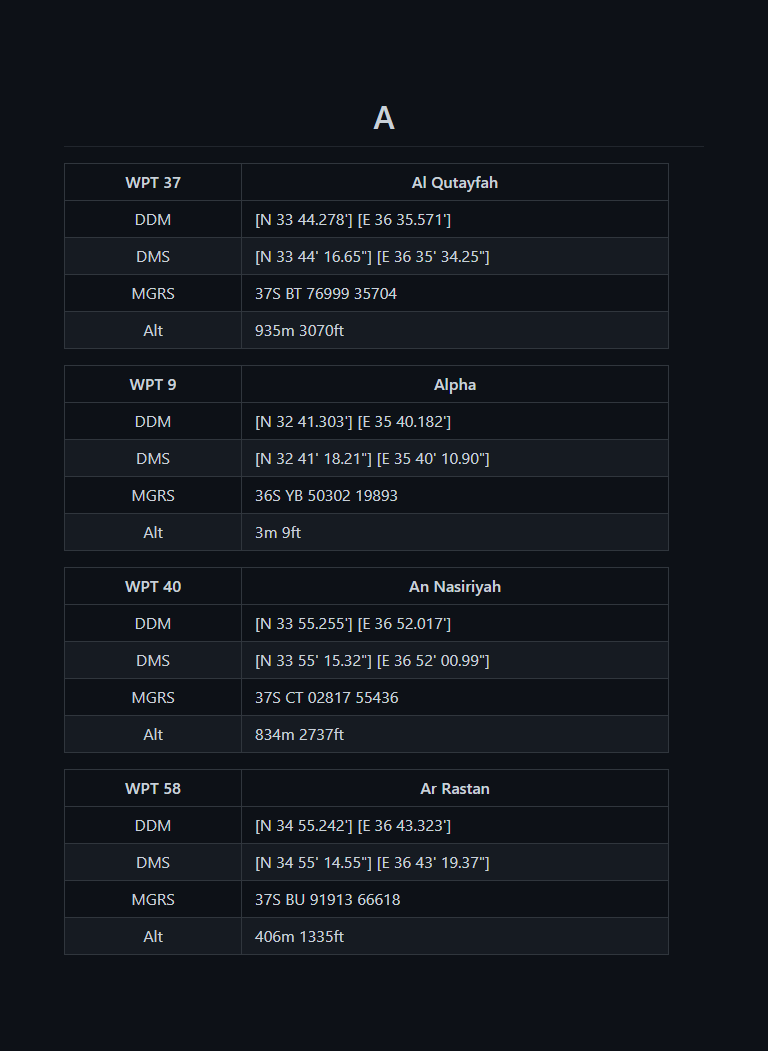 A
WPT 37 Al Qutayfah
DDM [N 33 44.278'] [E 36 35.571']
DMS [N 33 44' 16.65"] [E 36 35' 34.25"]
MGRS 37S BT 76999 35704
Alt 935m 3070ft
WPT 9 Alpha
DDM [N 32 41.303'] [E 35 40.182']
DMS [N 32 41' 18.21"] [E 35 40' 10.90"]
MGRS 36S YB 50302 19893
Alt 3m 9ft
WPT 40 An Nasiriyah
DDM [N 33 55.255'] [E 36 52.017']
DMS [N 33 55' 15.32"] [E 36 52' 00.99"]
MGRS 37S CT 02817 55436
Alt 834m 2737ft
WPT 58 Ar Rastan
DDM [N 34 55.242'] [E 36 43.323']
DMS [N 34 55' 14.55"] [E 36 43' 19.37"]
MGRS 37S BU 91913 66618
Alt 406m 1335ft